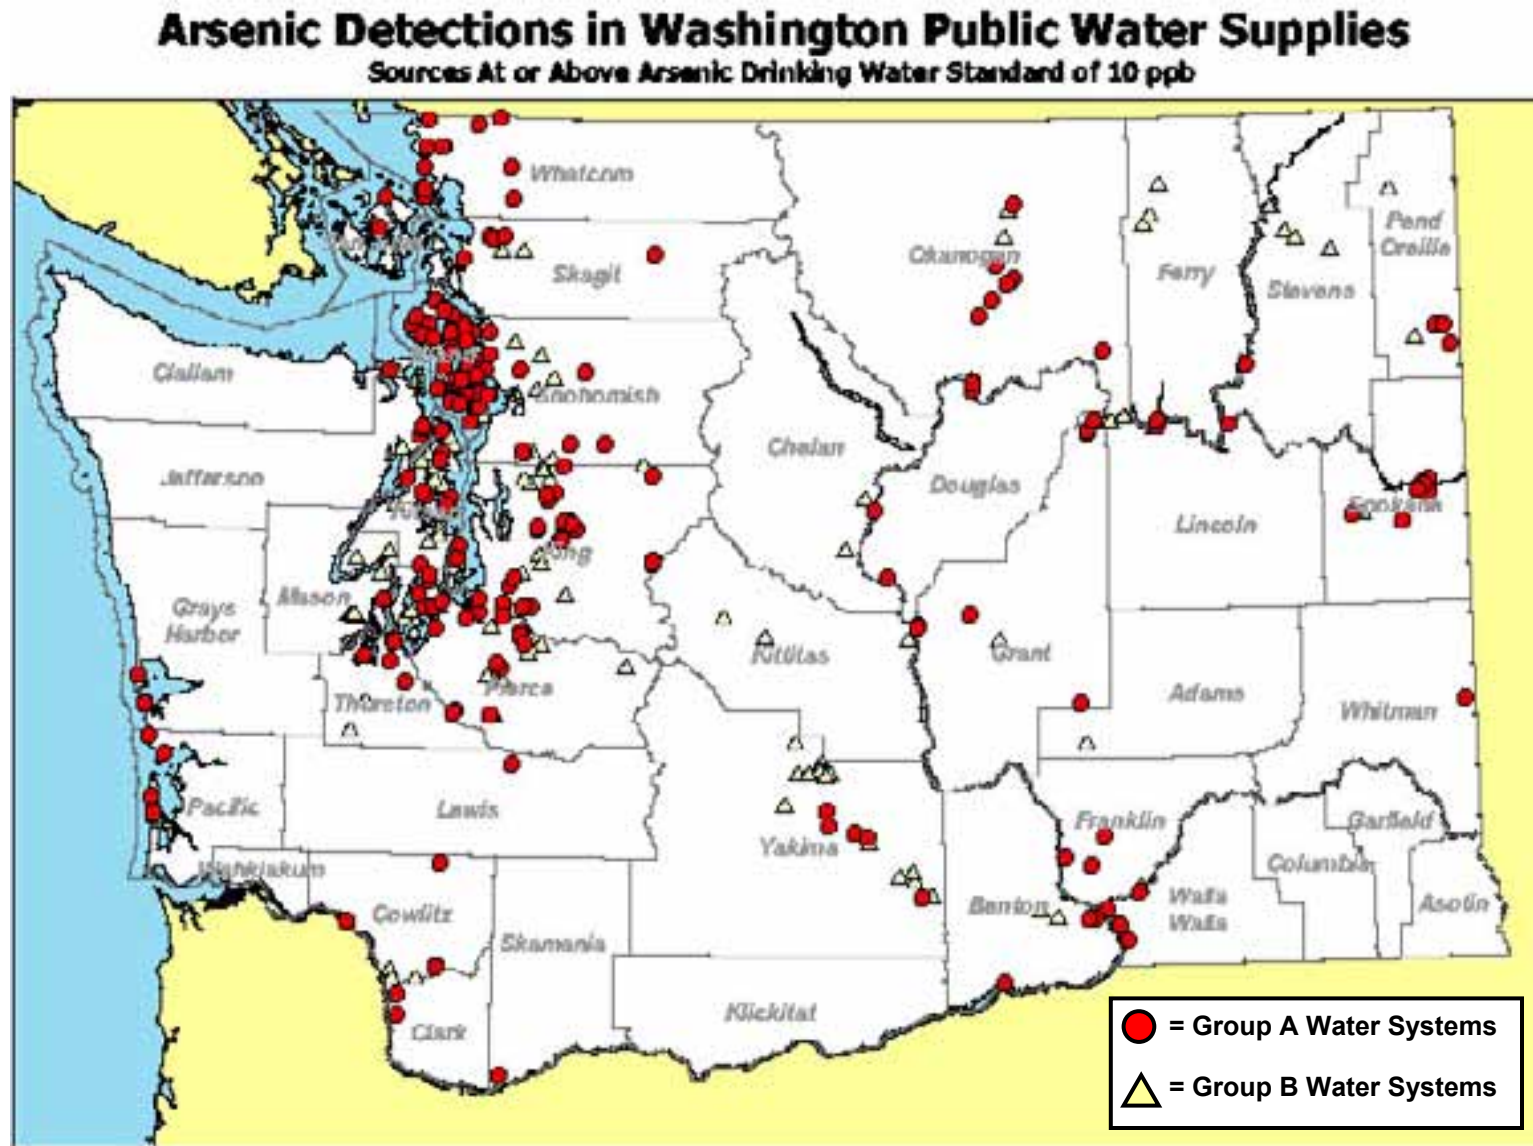 Arsenic Detections in Washington Public Water Supplies
Sources At or Above Arsenic Drinking Water Standard of 10 ppb
Whatcom
Skagit
Okanogan
Ferry
Stevens
Pend
Oreille
Clallam
Snohomish
Chelan
Jefferson
Douglas
Lincoln
Spokane
King
Grays
Harbor
Mason
Kittitas
Grant
Adams
Whitman
Thurston
Pierce
Pacific
Lewis
Yakima
Franklin
Garfield
Wahkiakum
Columbia
Cowlitz
Skamania
Benton
Walla
Walla
Asotin
Klickitat
Clark
= Group A Water Systems
= Group B Water Systems